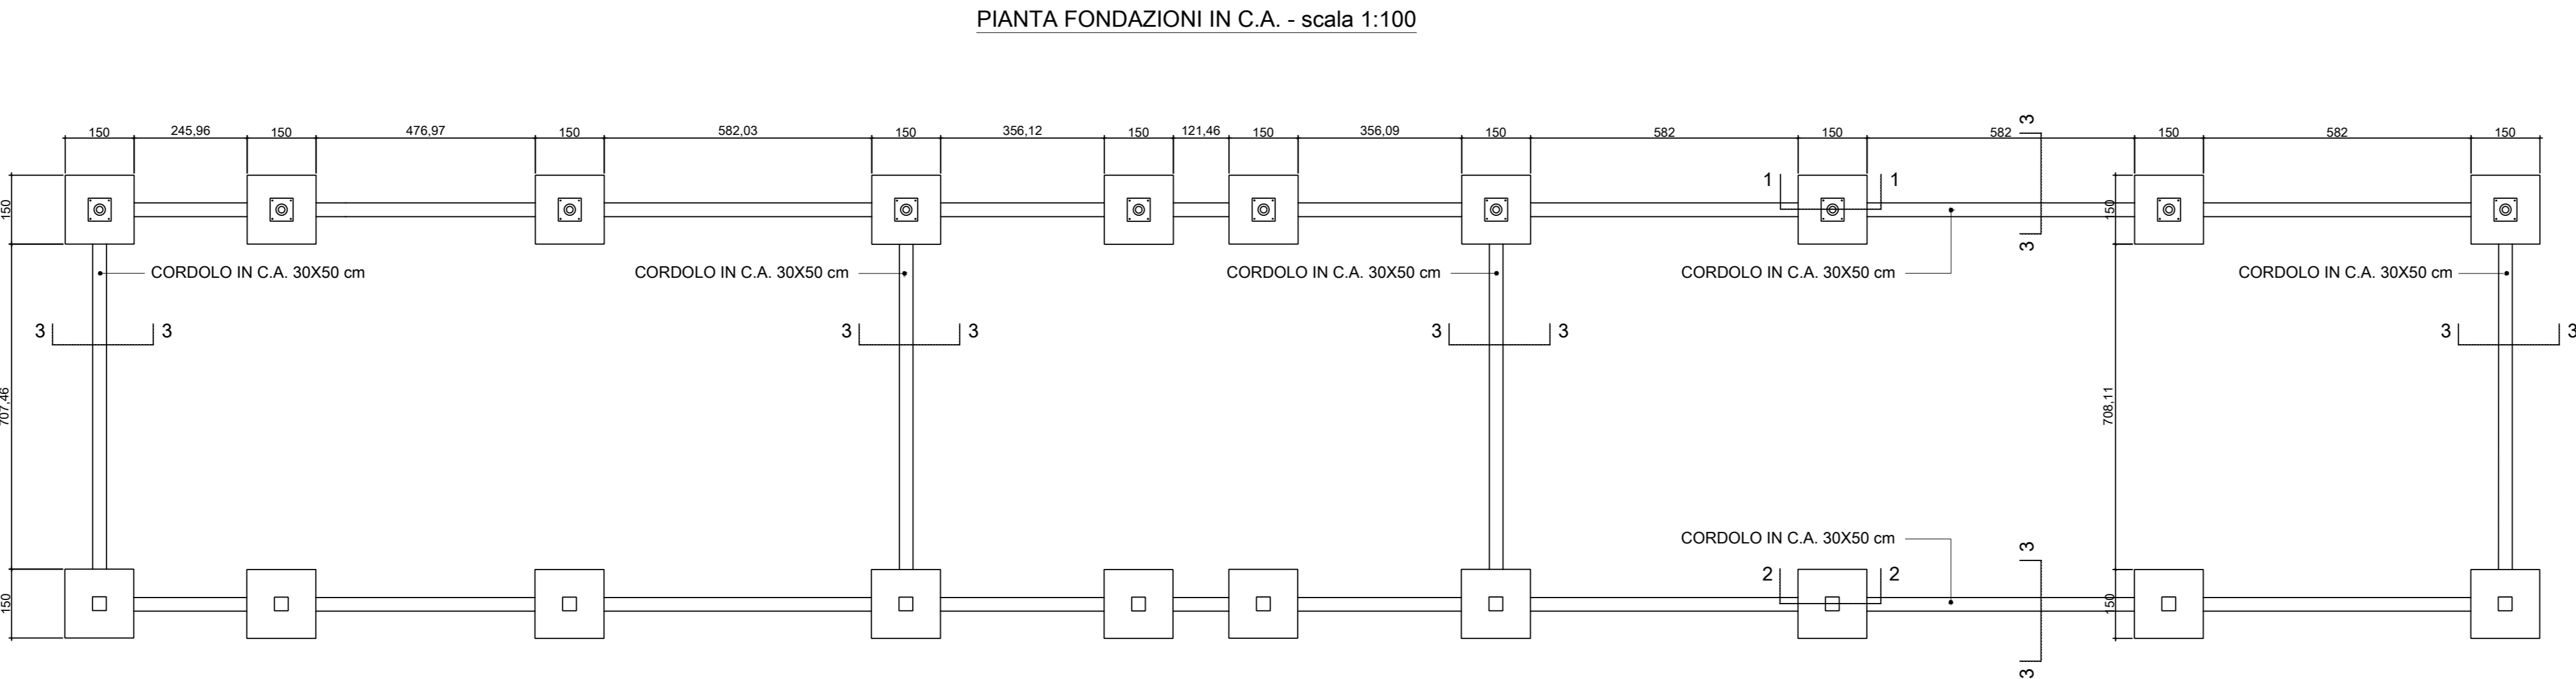 PIANTA FONDAZIONI IN C.A. - scala 1:100
150 245,96 150 476,97 150 582,03 150 356,12 150 121,46 150 356,09 150 582 150 582 150 582 150
3
1 1
150 150
3
CORDOLO IN C.A. 30X50 cm CORDOLO IN C.A. 30X50 cm CORDOLO IN C.A. 30X50 cm CORDOLO IN C.A. 30X50 cm CORDOLO IN C.A. 30X50 cm
3 3 3 3 3 3 3 3
707,46 708,11
CORDOLO IN C.A. 30X50 cm
3
2 2
150 150
3